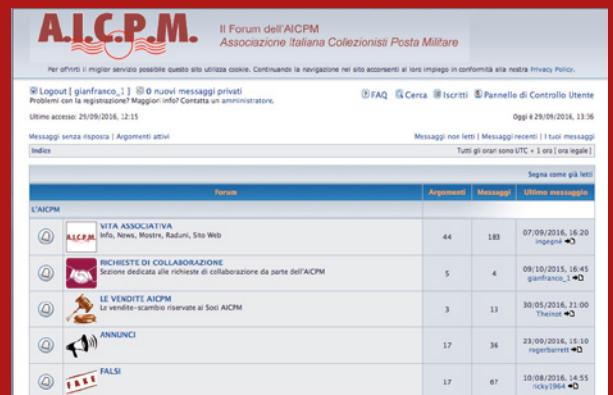 A.I.C.P.M.
Il Forum dell'AICPM
Associazione Italiana Collezionisti Posta Militare
Per offrirti il miglior servizio possibile questo sito utilizza cookie. Continuando la navigazione nel sito acconsenti al loro impiego in conformità alla nostra Privacy Policy.
Logout [ gianfranco_1 ] 0 nuovi messaggi privati
FAQ Cerca Iscritti Pannello di Controllo Utente
Problemi con la registrazione? Maggiori info? Contatta un amministratore.
Ultimo accesso: 25/09/2016, 12:15
Oggi è 29/09/2016, 13:36
Messaggi senza risposta | Argomenti attivi
Messaggi non letti | Messaggi recenti | I tuoi messaggi
Indice
Tutti gli orari sono UTC + 1 ora [ ora legale ]
Segna come già letti
Forum Argomenti Messaggi Ultimo messaggio
L'AICPM
A.I.C.P.M.
VITA ASSOCIATIVA
Info, News, Mostre, Raduni, Sito Web
44 183 07/09/2016, 16:20
ingegnè
RICHIESTE DI COLLABORAZIONE
Sezione dedicata alle richieste di collaborazione da parte dell'AICPM
5 4 09/10/2015, 16:45
gianfranco_1
LE VENDITE AICPM
Le vendite-scambio riservate ai Soci AICPM
3 13 30/05/2016, 21:00
Theinot
ANNUNCI
17 36 23/09/2016, 15:10
rogerbarrett
FAKE
FALSI
17 67 10/08/2016, 14:55
ricky1964